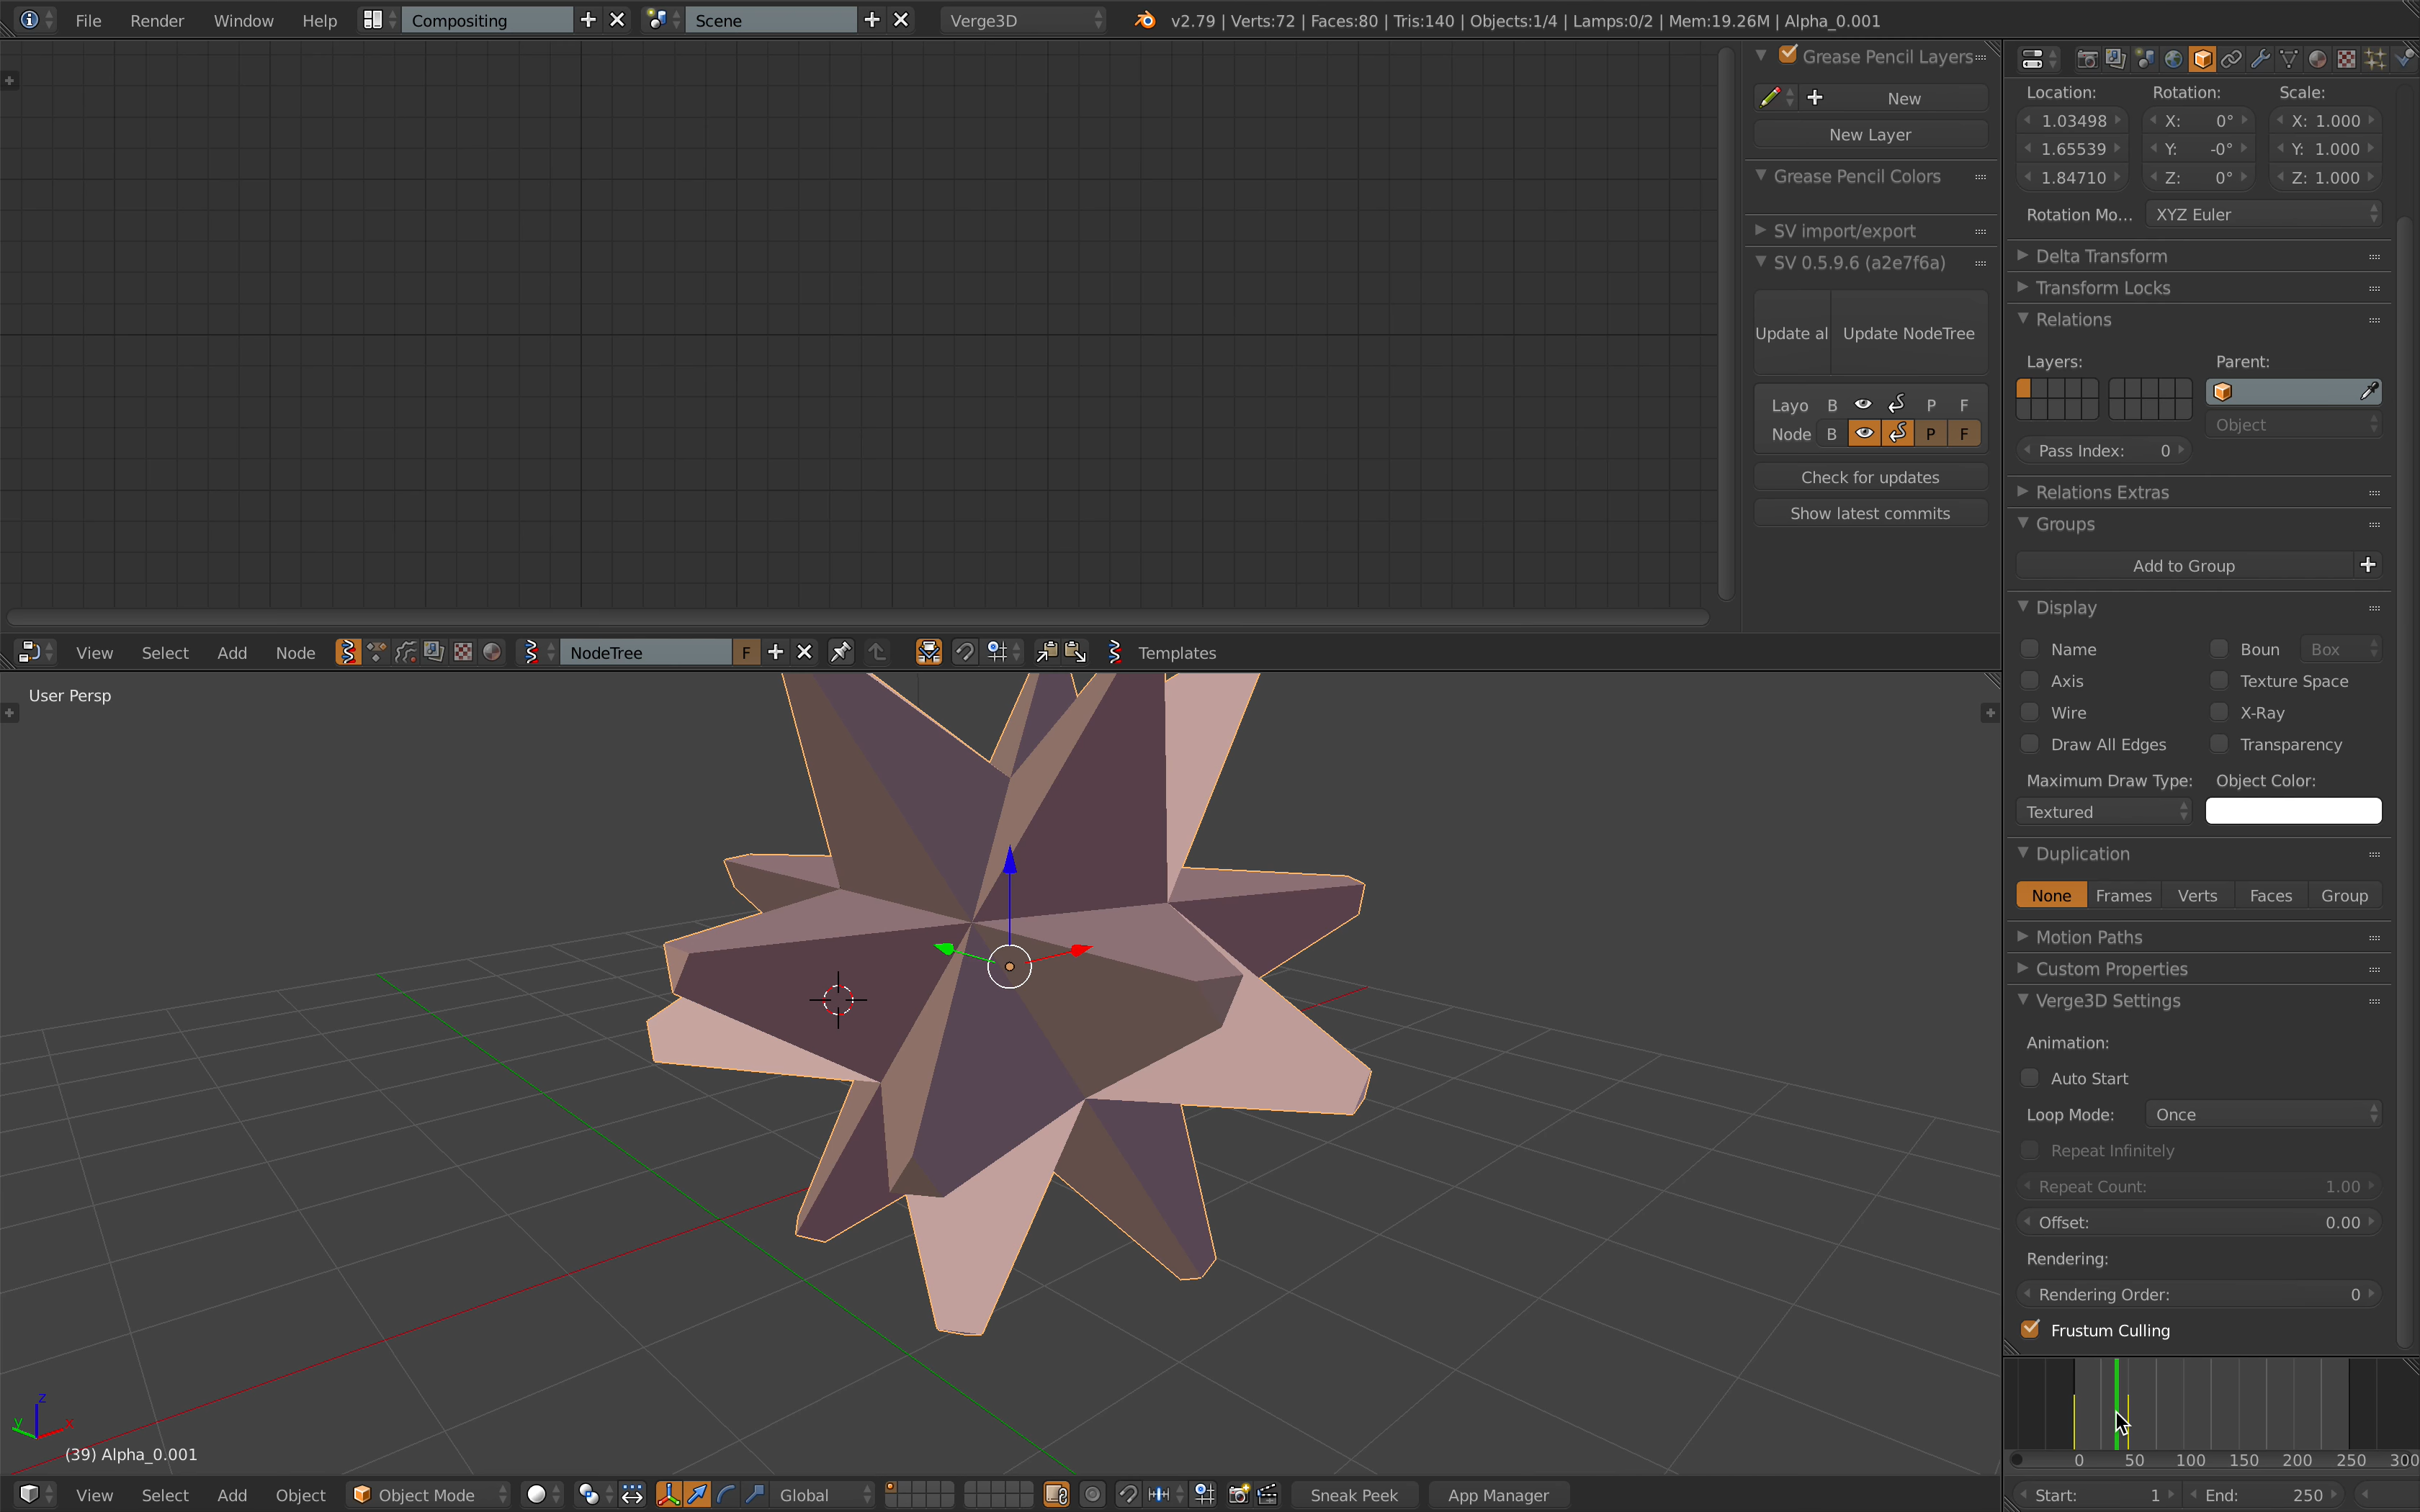 File Render Window Help Compositing Scene Verge3D v2.79 | Verts:72 | Faces:80 | Tris:140 | Objects:1/4 | Lamps:0/2 | Mem:19.26M | Alpha_0.001
Grease Pencil Layers
New
New Layer
Grease Pencil Colors
SV import/export
SV 0.5.9.6 (a2e7f6a)
Update al Update NodeTree
Layo B P F
Node B P F
Check for updates
Show latest commits
View Select Add Node NodeTree F Templates
User Persp
z
y x
(39) Alpha_0.001
View Select Add Object Object Mode Global Sneak Peek App Manager
Location: Rotation: Scale:
1.03498 X: 0° X: 1.000
1.65539 Y: -0° Y: 1.000
1.84710 Z: 0° Z: 1.000
Rotation Mo... XYZ Euler
Delta Transform
Transform Locks
Relations
Layers: Parent:
Object
Pass Index: 0
Relations Extras
Groups
Add to Group
Display
Name Boun Box
Axis Texture Space
Wire X-Ray
Draw All Edges Transparency
Maximum Draw Type: Object Color:
Textured
Duplication
None Frames Verts Faces Group
Motion Paths
Custom Properties
Verge3D Settings
Animation:
Auto Start
Loop Mode: Once
Repeat Infinitely
Repeat Count: 1.00
Offset: 0.00
Rendering:
Rendering Order: 0
Frustum Culling
0 50 100 150 200 250 300
Start: 1 End: 250